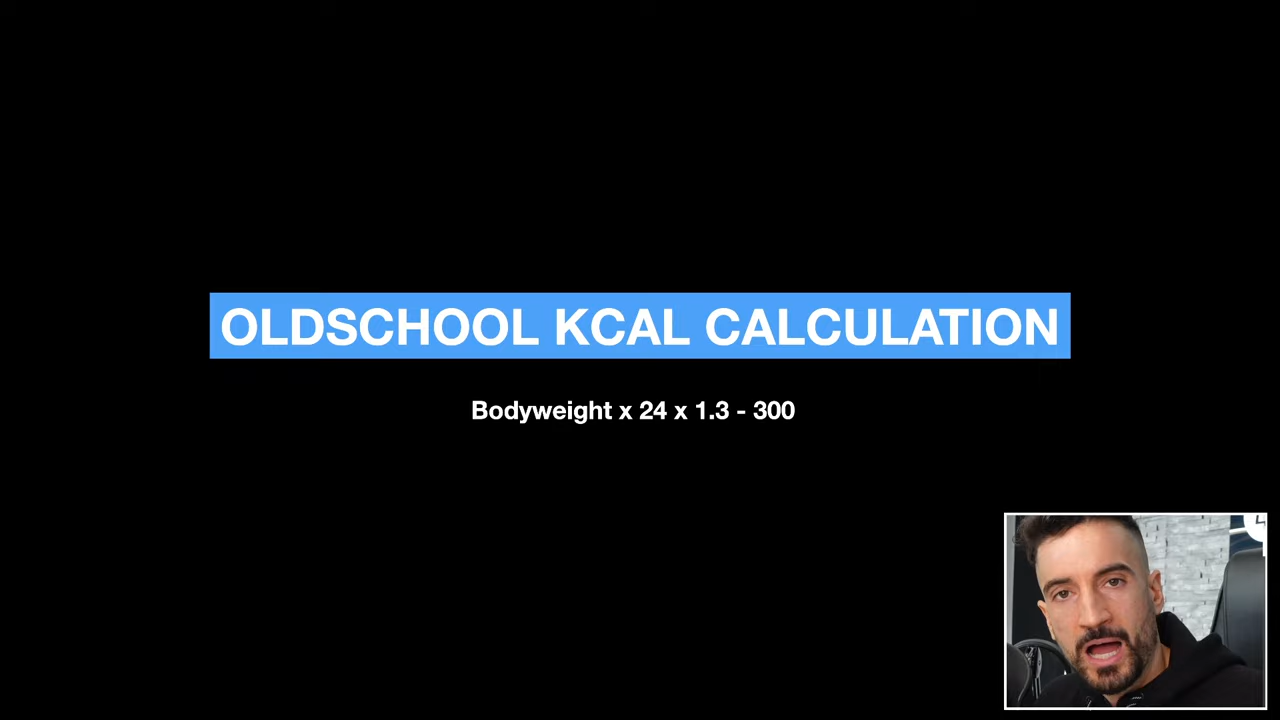 OLDSCHOOL KCAL CALCULATION
Bodyweight x 24 x 1.3 - 300